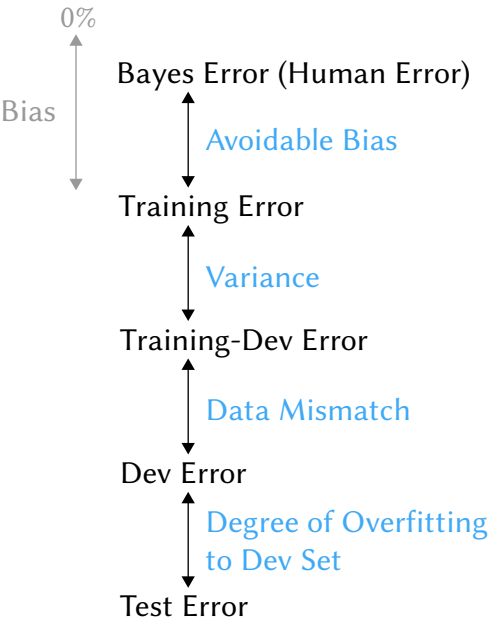 0%
Bayes Error (Human Error)
Bias
Avoidable Bias
Training Error
Variance
Training-Dev Error
Data Mismatch
Dev Error
Degree of Overfitting
to Dev Set
Test Error